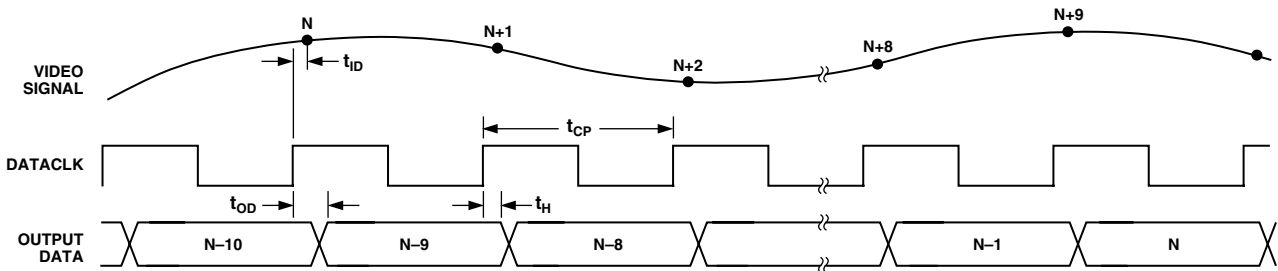 N
N+1
N+2
N+8
N+9
tID
VIDEO
SIGNAL
tCP
DATACLK
tOD
tH
OUTPUT
DATA
N–10
N–9
N–8
N–1
N